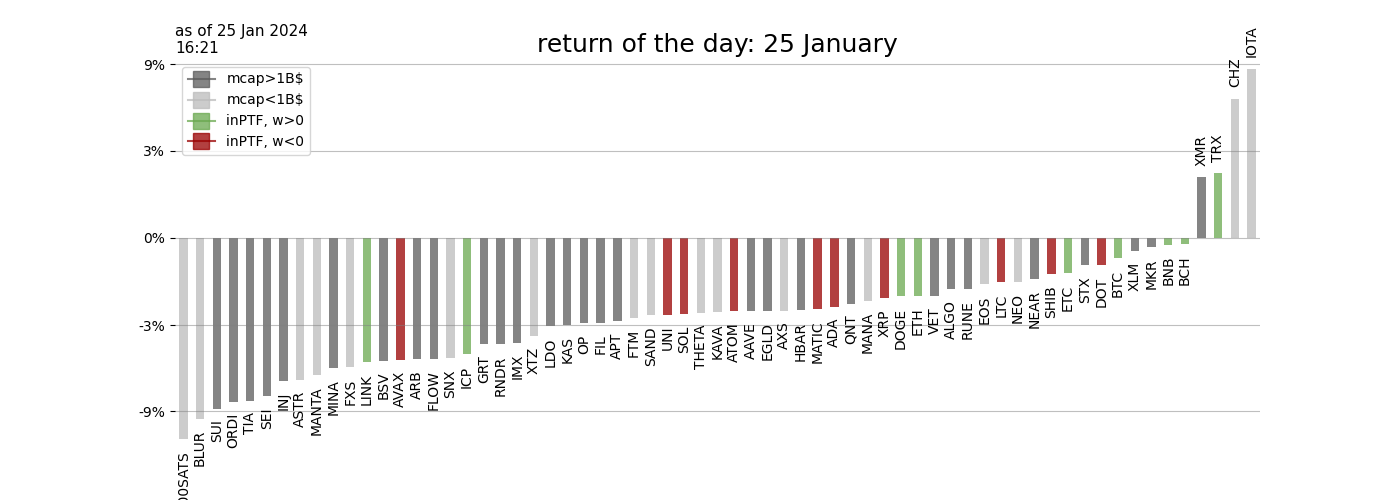 as of 25 Jan 2024
16:21
return of the day: 25 January
9%
3%
0%
-3%
-9%
mcap>1B$
mcap<1B$
inPTF, w>0
inPTF, w<0
BLUR
SUI
ORDI
TIA
SEI
INJ
ASTR
MANTA
MINA
FXS
LINK
BSV
AVAX
ARB
FLOW
SNX
ICP
GRT
RNDR
IMX
XTZ
LDO
KAS
OP
FIL
APT
FTM
SAND
UNI
SOL
THETA
KAVA
ATOM
AAVE
EGLD
AXS
HBAR
MATIC
ADA
QNT
MANA
XRP
DOGE
ETH
VET
ALGO
RUNE
EOS
LTC
NEO
NEAR
SHIB
ETC
STX
DOT
BTC
XLM
MKR
BNB
BCH
XMR
TRX
CHZ
IOTA